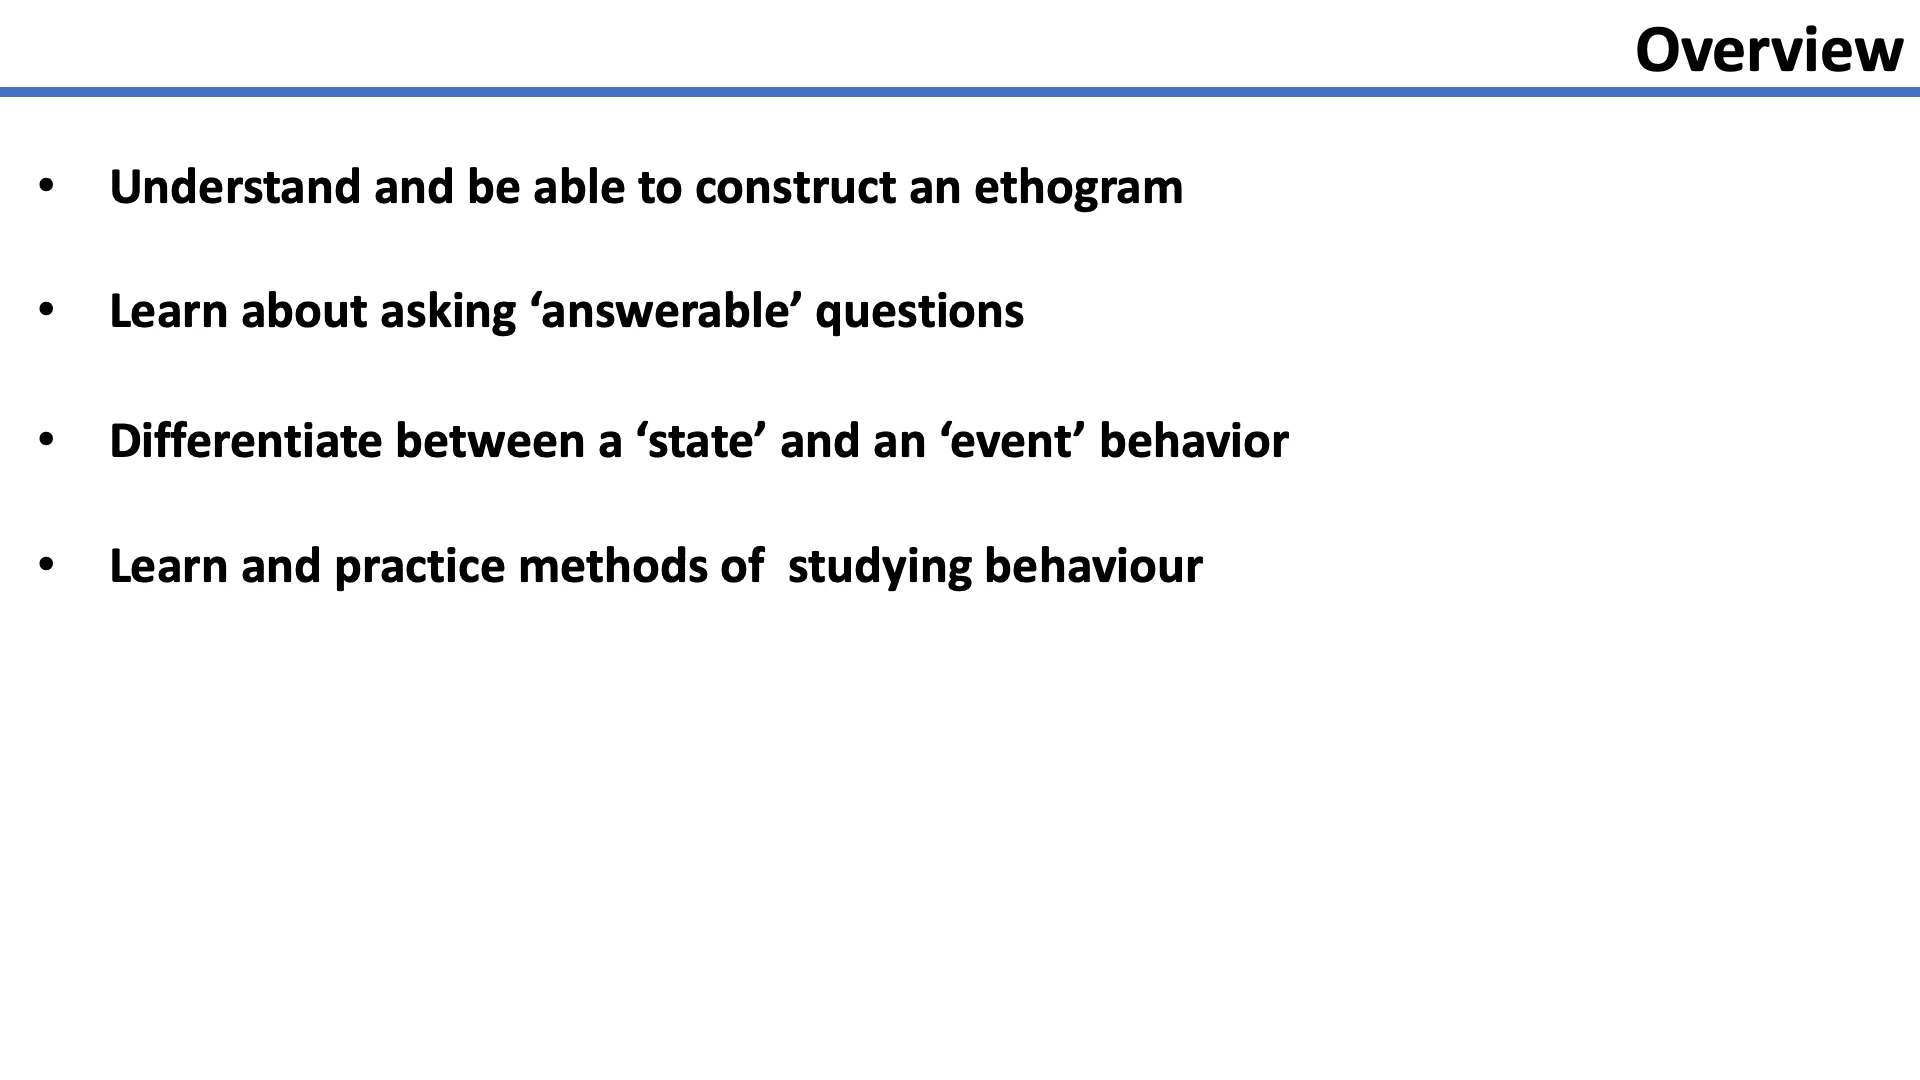 Overview
• Understand and be able to construct an ethogram
• Learn about asking ‘answerable’ questions
• Differentiate between a ‘state’ and an ‘event’ behavior
• Learn and practice methods of  studying behaviour